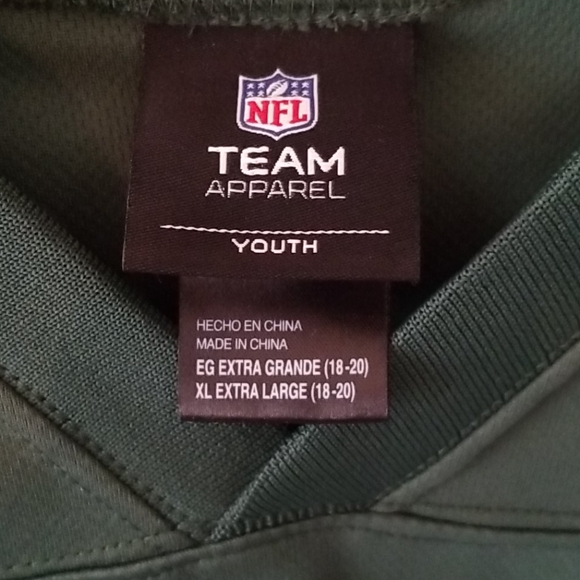 NFL
TEAM
APPAREL
YOUTH
HECHO EN CHINA
MADE IN CHINA
EG EXTRA GRANDE (18-20)
XL EXTRA LARGE (18-20)